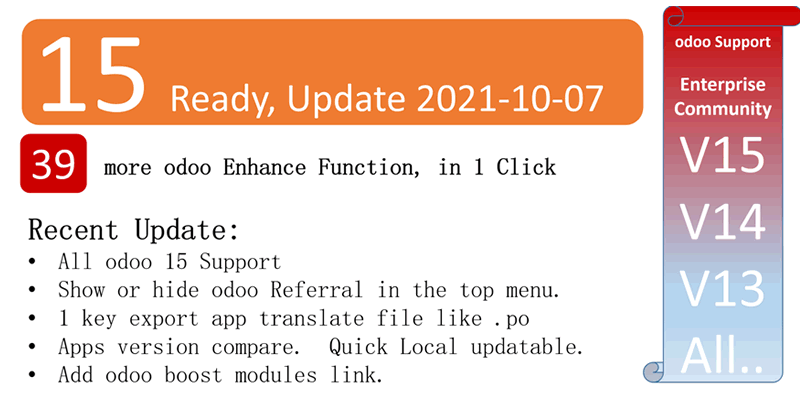 15 Ready, Update 2021-10-07
39 more odoo Enhance Function, in 1 Click
Recent Update:
• All odoo 15 Support
• Show or hide odoo Referral in the top menu.
• 1 key export app translate file like .po
• Apps version compare. Quick Local updatable.
• Add odoo boost modules link.
odoo Support
Enterprise
Community
V15
V14
V13
All..